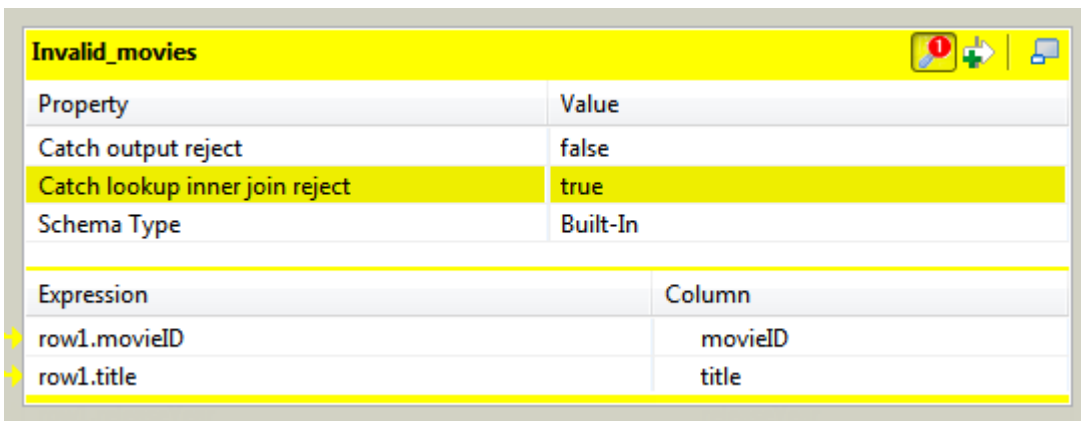 Invalid_movies
1
Property Value
Catch output reject false
Catch lookup inner join reject true
Schema Type Built-In
Expression Column
row1.movieID movieID
row1.title title